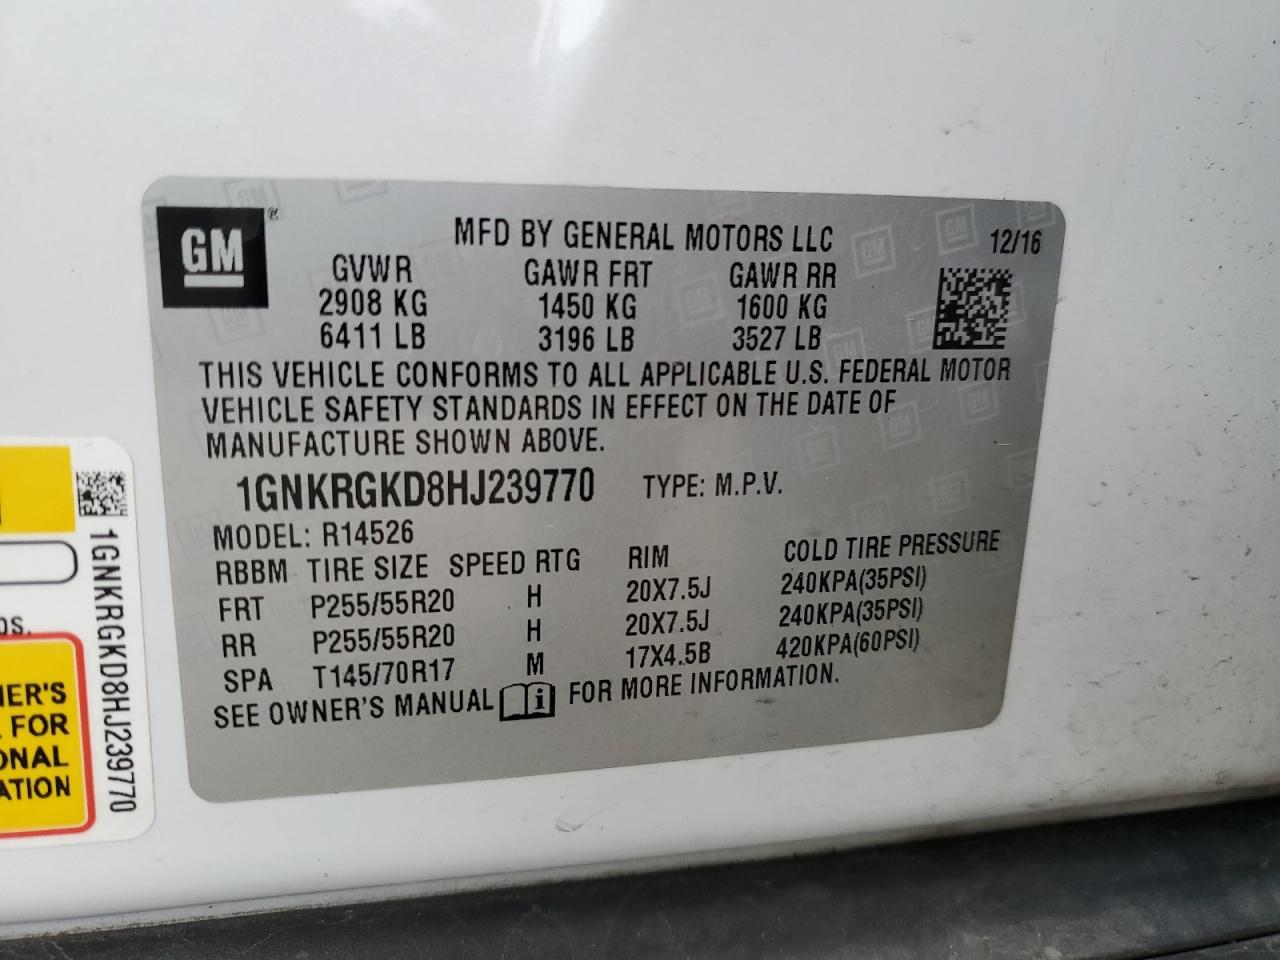 GM
MFD BY GENERAL MOTORS LLC 12/16
GVWR GAWR FRT GAWR RR
2908 KG 1450 KG 1600 KG
6411 LB 3196 LB 3527 LB
THIS VEHICLE CONFORMS TO ALL APPLICABLE U.S. FEDERAL MOTOR
VEHICLE SAFETY STANDARDS IN EFFECT ON THE DATE OF
MANUFACTURE SHOWN ABOVE.
1GNKRGKD8HJ239770 TYPE: M.P.V.
MODEL: R14526
RBBM TIRE SIZE SPEED RTG RIM COLD TIRE PRESSURE
FRT P255/55R20 H 20X7.5J 240KPA(35PSI)
RR P255/55R20 H 20X7.5J 240KPA(35PSI)
SPA T145/70R17 M 17X4.5B 420KPA(60PSI)
SEE OWNER'S MANUAL i FOR MORE INFORMATION.
1GNKRGKD8HJ239770
FOR